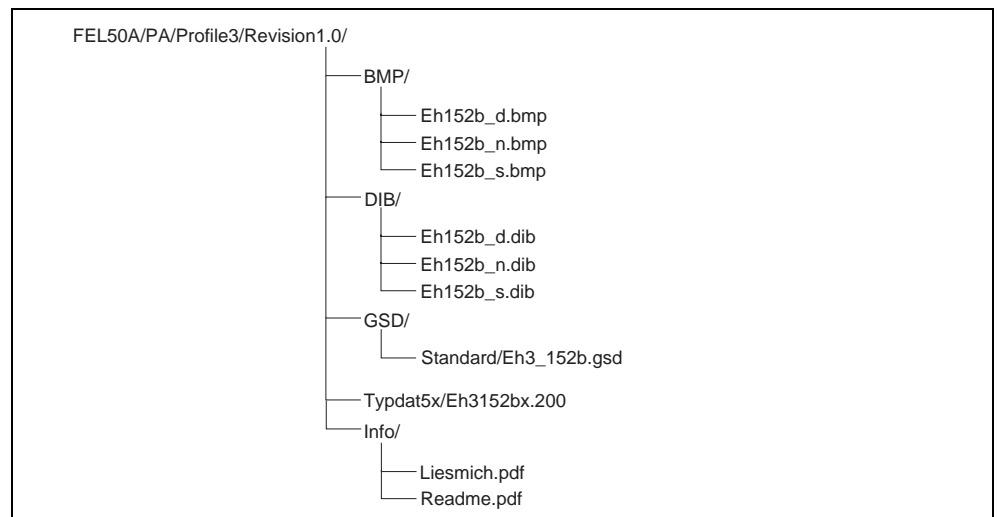 FEL50A/PA/Profile3/Revision1.0/
BMP/
Eh152b_d.bmp
Eh152b_n.bmp
Eh152b_s.bmp
DIB/
Eh152b_d.dib
Eh152b_n.dib
Eh152b_s.dib
GSD/
Standard/Eh3_152b.gsd
Typdat5x/Eh3152bx.200
Info/
Liesmich.pdf
Readme.pdf